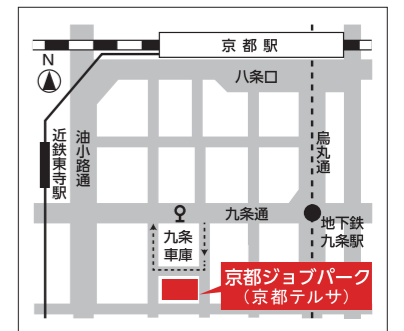 京都駅
N
八条口
近鉄東寺駅
油小路通
烏丸通
九条通
地下鉄
九条駅
九条
車庫
京都ジョブパーク
（京都テルサ）